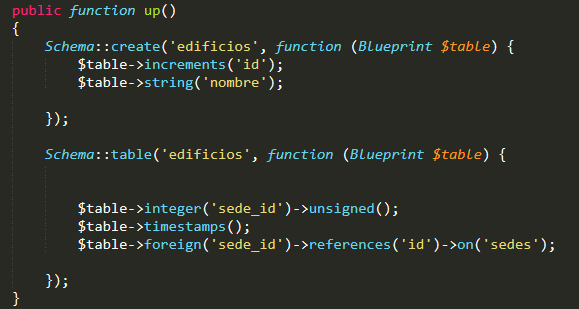 public function up()
{
    Schema::create('edificios', function (Blueprint $table) {
        $table->increments('id');
        $table->string('nombre');
    });
    Schema::table('edificios', function (Blueprint $table) {
        $table->integer('sede_id')->unsigned();
        $table->timestamps();
        $table->foreign('sede_id')->references('id')->on('sedes');
    });
}